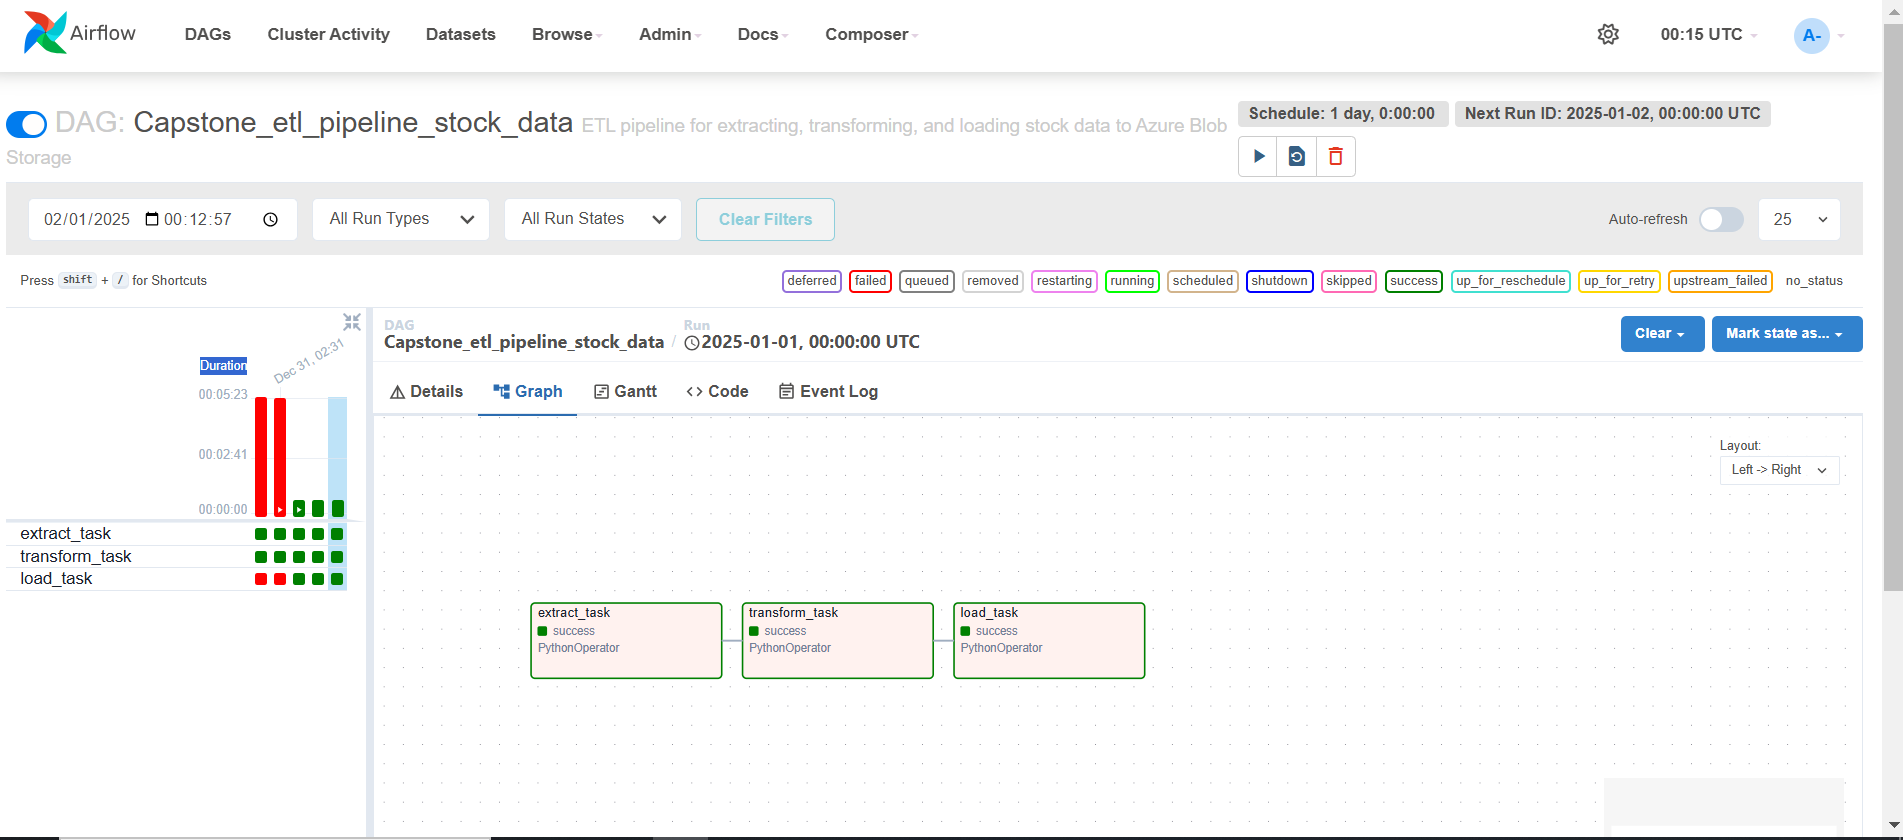 Airflow DAGs Cluster Activity Datasets Browse Admin Docs Composer 00:15 UTC A-
DAG: Capstone_etl_pipeline_stock_data ETL pipeline for extracting, transforming, and loading stock data to Azure Blob
Storage
Schedule: 1 day, 0:00:00 Next Run ID: 2025-01-02, 00:00:00 UTC
02/01/2025 00:12:57 All Run Types All Run States Clear Filters Auto-refresh 25
Press shift + / for Shortcuts
deferred failed queued removed restarting running scheduled shutdown skipped success up_for_reschedule up_for_retry upstream_failed no_status
Duration
Dec 31, 02:31
00:05:23
00:02:41
00:00:00
extract_task
transform_task
load_task
DAG Run
Capstone_etl_pipeline_stock_data / 2025-01-01, 00:00:00 UTC
Clear Mark state as...
Details Graph Gantt Code Event Log
Layout:
Left -> Right
extract_task
success
PythonOperator
transform_task
success
PythonOperator
load_task
success
PythonOperator